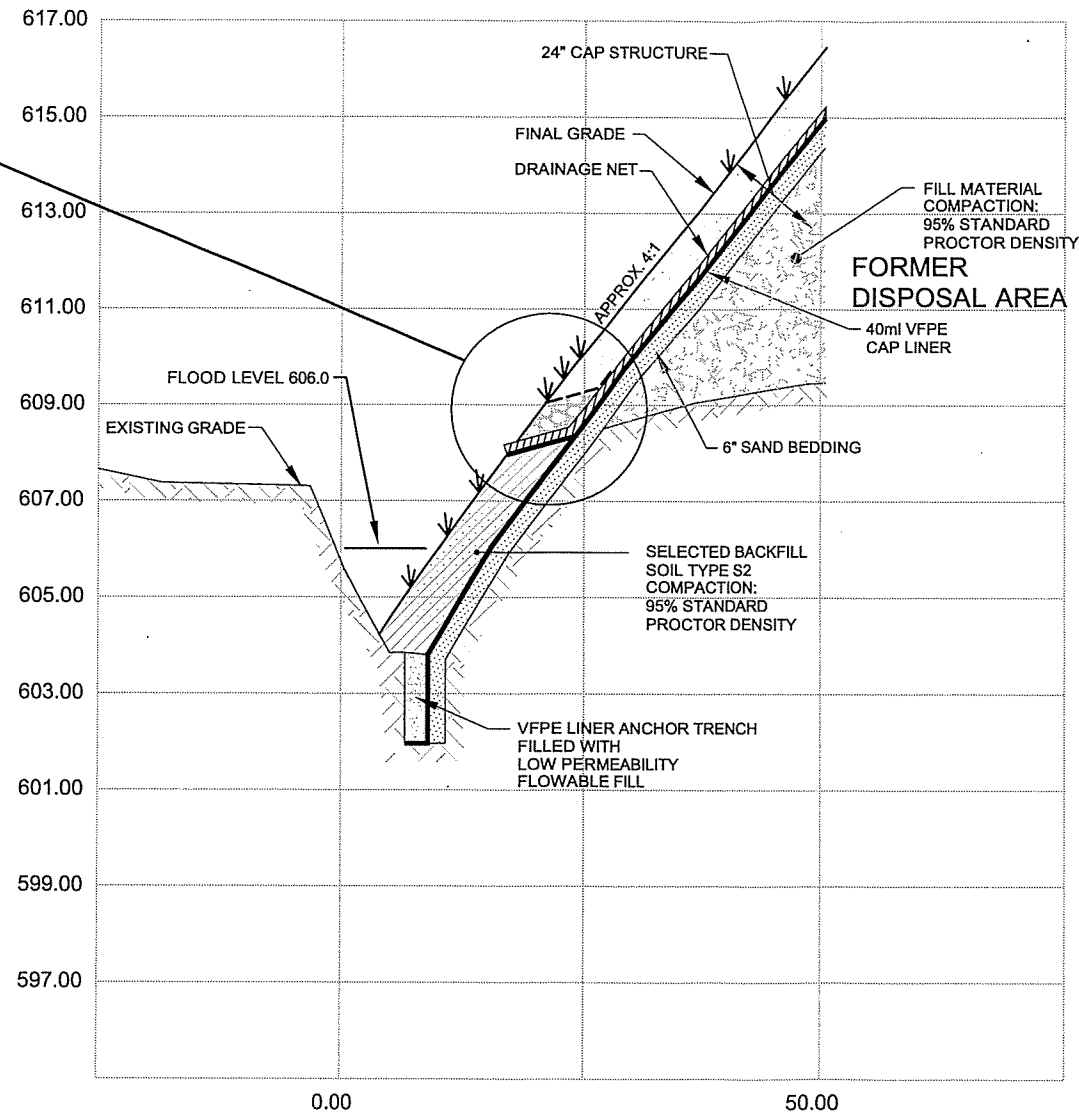 617.00
615.00
613.00
611.00
609.00
607.00
605.00
603.00
601.00
599.00
597.00
0.00
50.00
24" CAP STRUCTURE
FINAL GRADE
DRAINAGE NET
APPROX. 4:1
FILL MATERIAL
COMPACTION:
95% STANDARD
PROCTOR DENSITY
FORMER
DISPOSAL AREA
40ml VFPE
CAP LINER
FLOOD LEVEL 606.0
EXISTING GRADE
6" SAND BEDDING
SELECTED BACKFILL
SOIL TYPE S2
COMPACTION:
95% STANDARD
PROCTOR DENSITY
VFPE LINER ANCHOR TRENCH
FILLED WITH
LOW PERMEABILITY
FLOWABLE FILL